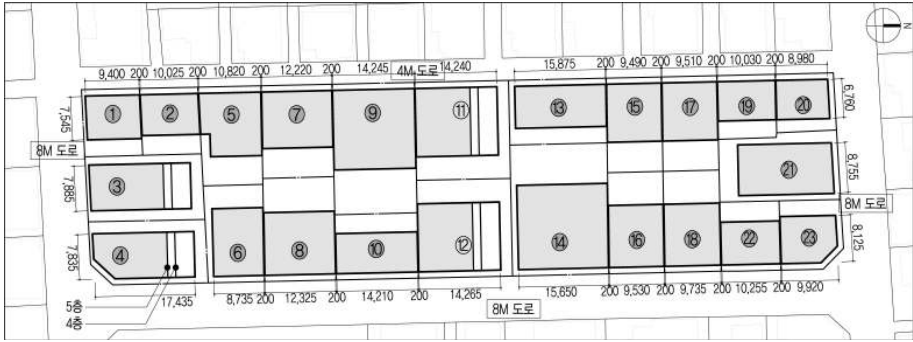 N
9,400 200 10,025 200 10,820 200 12,220 200 14,245 200 14,240
4M 도로
15,875 200 9,490 200 9,510 200 10,030 200 8,980
7,545
① ② ⑤ ⑦ ⑨ ⑪ ⑬ ⑮ ⑰ ⑲ ⑳
6,760
8M 도로
7,885
③
㉑
8,755
8M 도로
7,835
④ ⑥ ⑧ ⑩ ⑫ ⑭ ⑯ ⑱ ㉒ ㉓
8,125
17,435
8,735 200 12,325 200 14,210 200 14,265
15,650 200 9,530 200 9,735 200 10,255 200 9,920
5층
4층
8M 도로